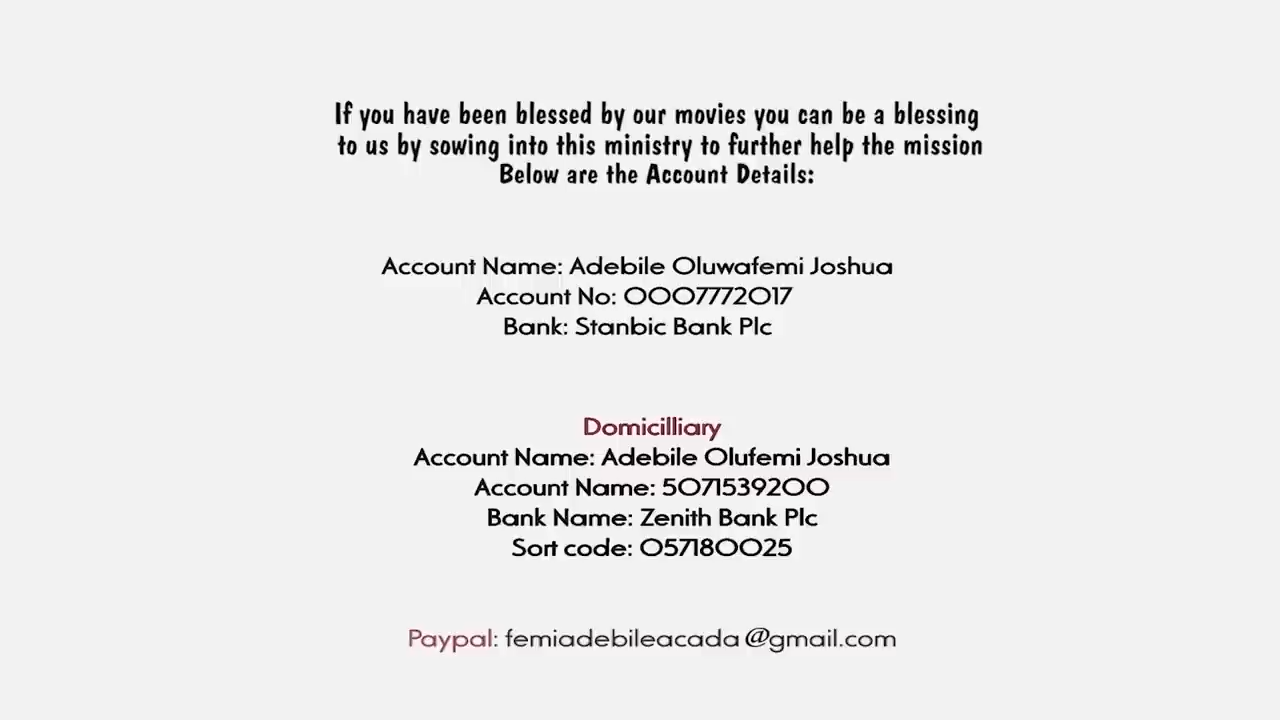 If you have been blessed by our movies you can be a blessing
to us by sowing into this ministry to further help the mission
Below are the Account Details:
Account Name: Adebile Oluwafemi Joshua
Account No: 0007772017
Bank: Stanbic Bank Plc
Domicilliary
Account Name: Adebile Olufemi Joshua
Account Name: 5071539200
Bank Name: Zenith Bank Plc
Sort code: 057180025
Paypal: femiadebileacada@gmail.com